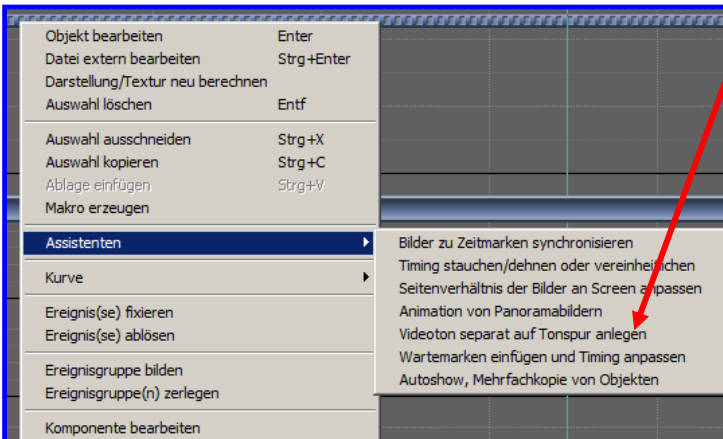 Objekt bearbeiten Enter
Datei extern bearbeiten Strg+Enter
Darstellung/Textur neu berechnen
Auswahl löschen Entf
Auswahl ausschneiden Strg+X
Auswahl kopieren Strg+C
Ablage einfügen Strg+V
Makro erzeugen
Assistenten
Kurve
Ereignis(se) fixieren
Ereignis(se) ablösen
Ereignisgruppe bilden
Ereignisgruppe(n) zerlegen
Komponente bearbeiten
Bilder zu Zeitmarken synchronisieren
Timing stauchen/dehnen oder vereinheitlichen
Seitenverhältnis der Bilder an Screen anpassen
Animation von Panoramabildern
Videoton separat auf Tonspur anlegen
Wartemarken einfügen und Timing anpassen
Autoshow, Mehrfachkopie von Objekten